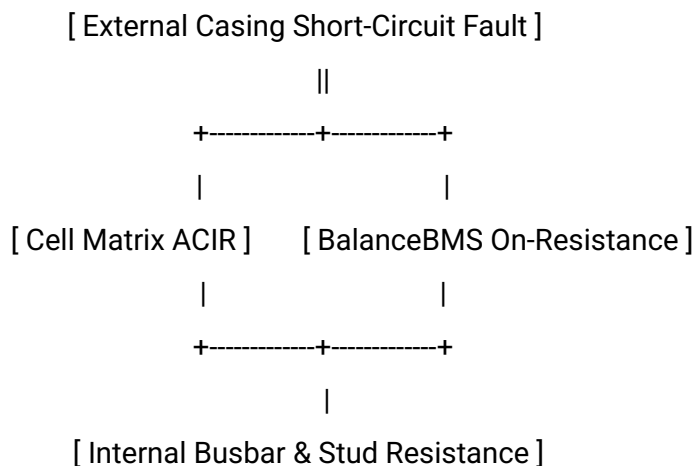 [ External Casing Short-Circuit Fault ]
||
+-------------+-------------+
| |
[ Cell Matrix ACIR ] [ BalanceBMS On-Resistance ]
| |
+-------------+-------------+
|
[ Internal Busbar & Stud Resistance ]